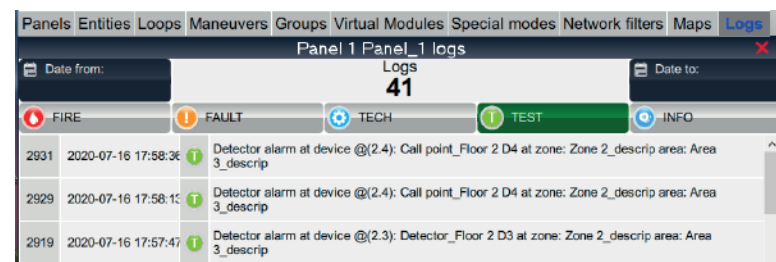 Panels Entities Loops Maneuvers Groups Virtual Modules Special modes Network filters Maps Logs
Panel 1 Panel_1 logs
Date from: Logs Date to:
41
FIRE FAULT TECH TEST INFO
2931 2020-07-16 17:58:36 T Detector alarm at device @(2.4): Call point_Floor 2 D4 at zone: Zone 2_descrip area: Area
3_descrip
2929 2020-07-16 17:58:13 T Detector alarm at device @(2.4): Call point_Floor 2 D4 at zone: Zone 2_descrip area: Area
3_descrip
2919 2020-07-16 17:57:47 T Detector alarm at device @(2.3): Detector_Floor 2 D3 at zone: Zone 2_descrip area: Area
3_descrip